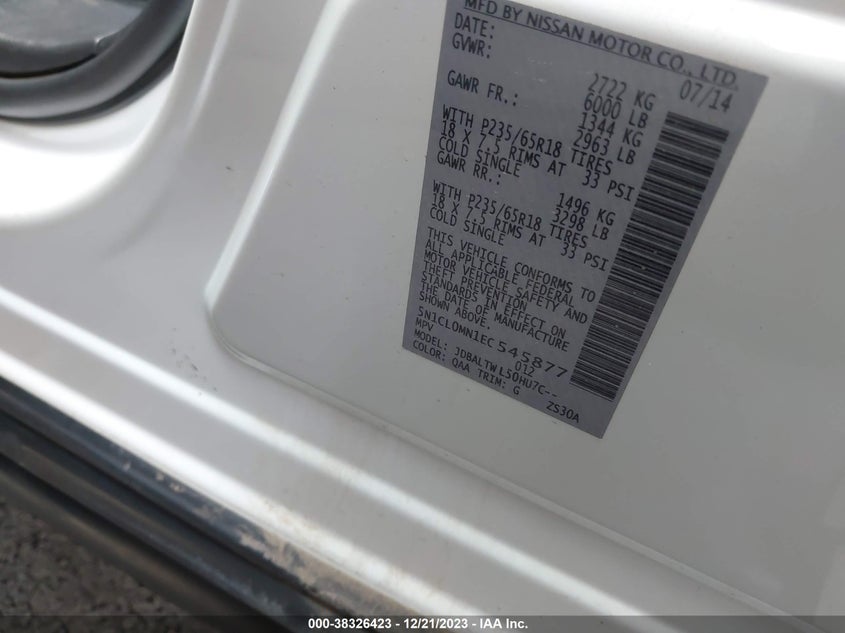 MFD BY NISSAN MOTOR CO., LTD.
DATE: 07/14
GVWR: 2722 KG
6000 LB
GAWR FR.: 1344 KG
2963 LB
WITH P235/65R18 TIRES
18 X 7.5 RIMS AT 33 PSI
COLD SINGLE
GAWR RR.: 1496 KG
3298 LB
WITH P235/65R18 TIRES
18 X 7.5 RIMS AT 33 PSI
COLD SINGLE
THIS VEHICLE CONFORMS TO
ALL APPLICABLE FEDERAL
MOTOR VEHICLE SAFETY AND
THEFT PREVENTION
STANDARDS IN EFFECT ON
THE DATE OF MANUFACTURE
SHOWN ABOVE.
5N1CL0MN1EC545877
MPV 012
MODEL: JDBALTWL50HU7C--
COLOR: QAA TRIM: G ZS30A
000-38326423 - 12/21/2023 - © IAA, Inc.